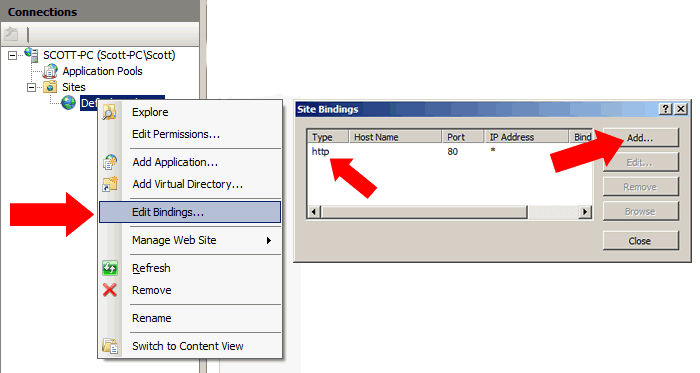 Connections
SCOTT-PC (Scott-PC\Scott)
Application Pools
Sites
Explore
Edit Permissions...
Add Application...
Add Virtual Directory...
Edit Bindings...
Manage Web Site
Refresh
Remove
Rename
Switch to Content View
Site Bindings
Type Host Name Port IP Address Bind
http 80 *
Add...
Edit...
Remove
Browse
Close